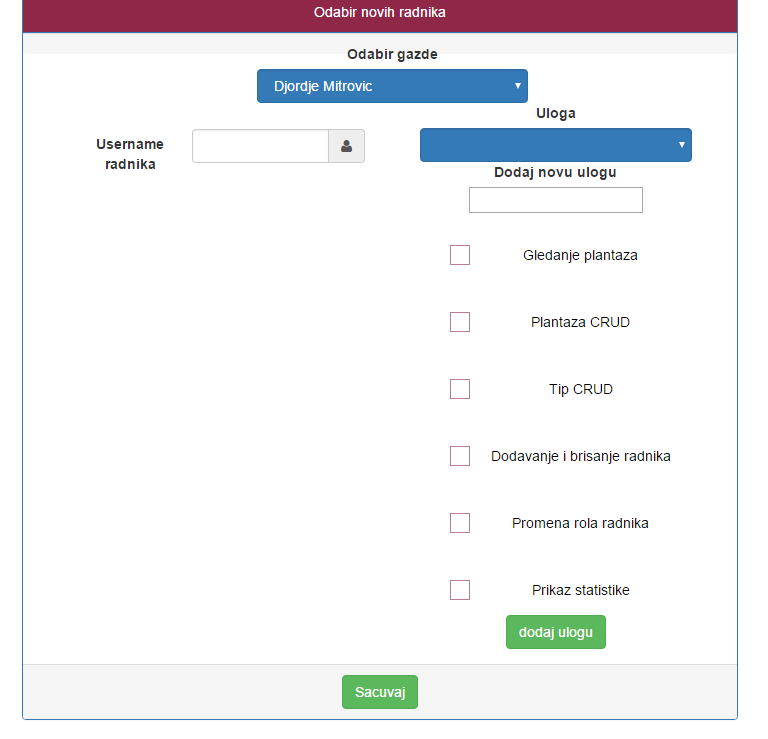 Odabir novih radnika
Odabir gazde
Djordje Mitrovic
Username
radnika
Uloga
Dodaj novu ulogu
Gledanje plantaza
Plantaza CRUD
Tip CRUD
Dodavanje i brisanje radnika
Promena rola radnika
Prikaz statistike
dodaj ulogu
Sacuvaj